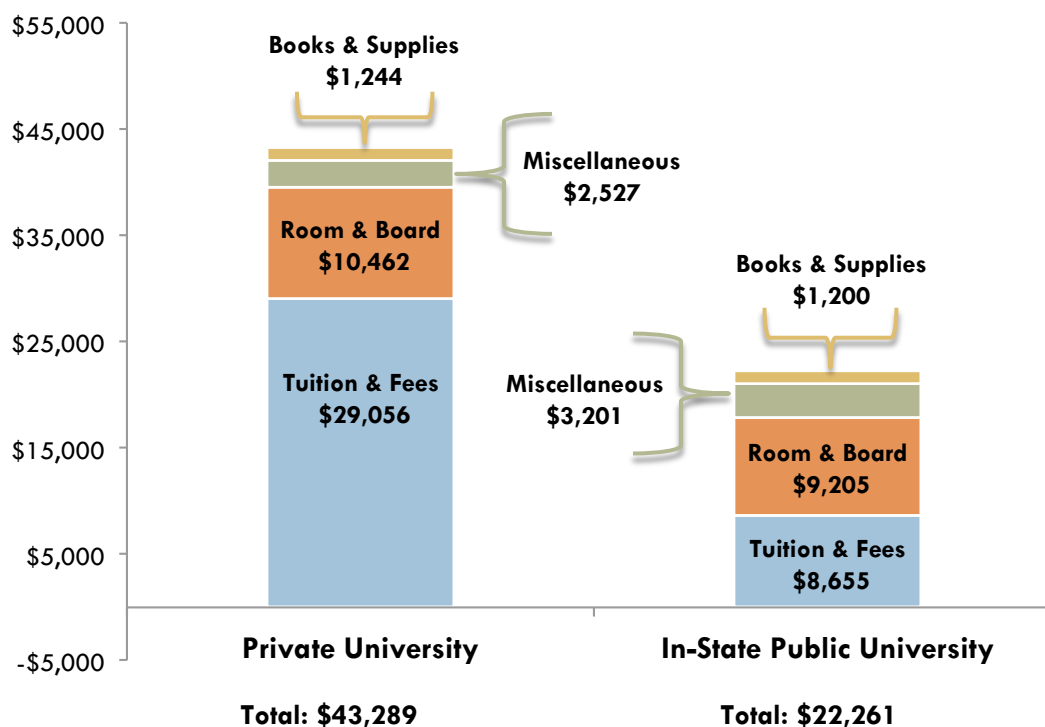 $55,000
Books & Supplies
$1,244
$45,000
Miscellaneous
$2,527
$35,000
Room & Board
$10,462
Books & Supplies
$1,200
$25,000
Tuition & Fees
$29,056
Miscellaneous
$3,201
$15,000
Room & Board
$9,205
$5,000
Tuition & Fees
$8,655
-$5,000
Private University
In-State Public University
Total: $43,289
Total: $22,261